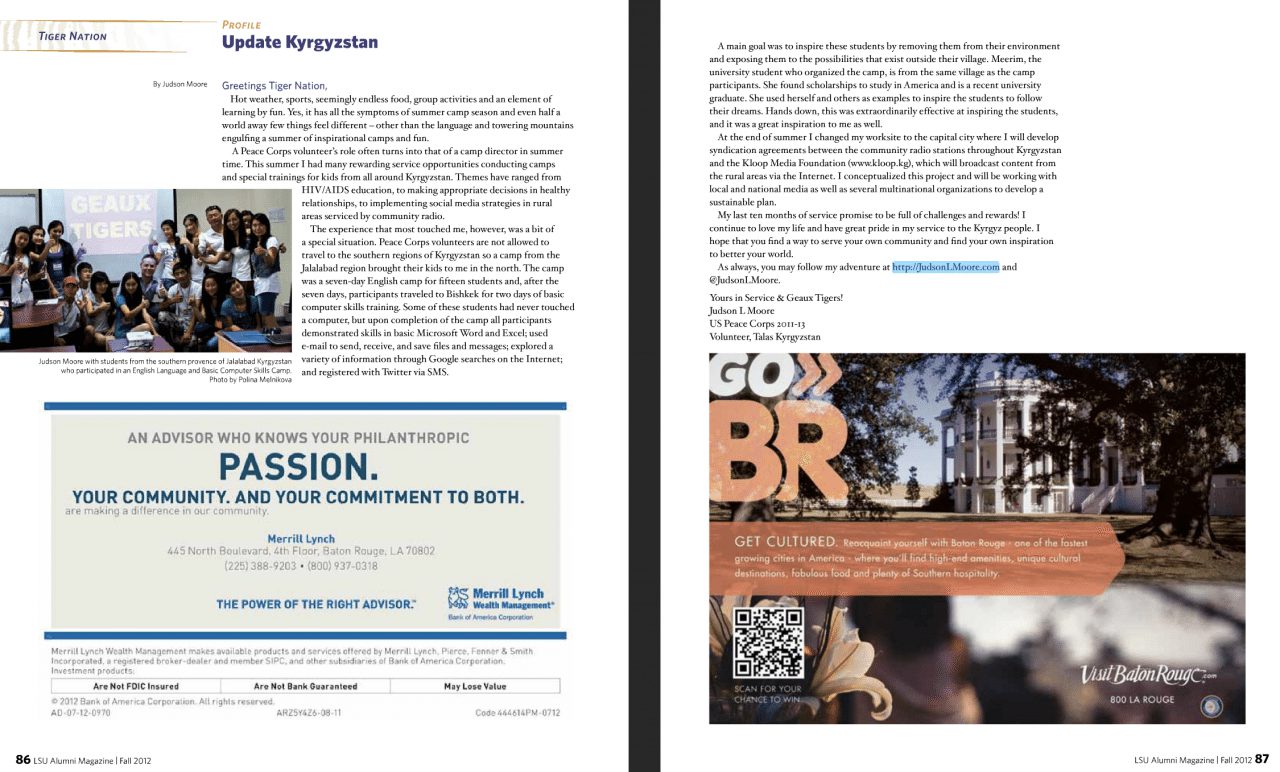 TIGER NATION
PROFILE
Update Kyrgyzstan
By Judson Moore
Greetings Tiger Nation,
Hot weather, sports, seemingly endless food, group activities and an element of
learning by fun. Yes, it has all the symptoms of summer camp season and even half a
world away few things feel different – other than the language and towering mountains
engulfing a summer of inspirational camps and fun.
A Peace Corps volunteer's role often turns into that of a camp director in summer
time. This summer I had many rewarding service opportunities conducting camps
and special trainings for kids from all around Kyrgyzstan. Themes have ranged from
HIV/AIDS education, to making appropriate decisions in healthy
relationships, to implementing social media strategies in rural
areas serviced by community radio.
The experience that most touched me, however, was a bit of
a special situation. Peace Corps volunteers are not allowed to
travel to the southern regions of Kyrgyzstan so a camp from the
Jalalabad region brought their kids to me in the north. The camp
was a seven-day English camp for fifteen students and, after the
seven days, participants traveled to Bishkek for two days of basic
computer skills training. Some of these students had never touched
a computer, but upon completion of the camp all participants
demonstrated skills in basic Microsoft Word and Excel; used
e-mail to send, receive, and save files and messages; explored a
variety of information through Google searches on the Internet;
and registered with Twitter via SMS.
GEAUX
TIGERS
Judson Moore with students from the southern provence of Jalalabad Kyrgyzstan
who participated in an English Language and Basic Computer Skills Camp.
Photo by Polina Melnikova
AN ADVISOR WHO KNOWS YOUR PHILANTHROPIC
PASSION.
YOUR COMMUNITY. AND YOUR COMMITMENT TO BOTH.
are making a difference in our community.
Merrill Lynch
445 North Boulevard, 4th Floor, Baton Rouge, LA 70802
(225) 388-9203 • (800) 937-0318
THE POWER OF THE RIGHT ADVISOR.™
Merrill Lynch
Wealth Management®
Bank of America Corporation
Merrill Lynch Wealth Management makes available products and services offered by Merrill Lynch, Pierce, Fenner & Smith
Incorporated, a registered broker-dealer and member SIPC, and other subsidiaries of Bank of America Corporation.
Investment products:
Are Not FDIC Insured Are Not Bank Guaranteed May Lose Value
© 2012 Bank of America Corporation. All rights reserved.
AD-07-12-0970 ARZ5Y4Z6-08-11 Code 444614PM-0712
86 LSU Alumni Magazine | Fall 2012
A main goal was to inspire these students by removing them from their environment
and exposing them to the possibilities that exist outside their village. Meerim, the
university student who organized the camp, is from the same village as the camp
participants. She found scholarships to study in America and is a recent university
graduate. She used herself and others as examples to inspire the students to follow
their dreams. Hands down, this was extraordinarily effective at inspiring the students,
and it was a great inspiration to me as well.
At the end of summer I changed my worksite to the capital city where I will develop
syndication agreements between the community radio stations throughout Kyrgyzstan
and the Kloop Media Foundation (www.kloop.kg), which will broadcast content from
the rural areas via the Internet. I conceptualized this project and will be working with
local and national media as well as several multinational organizations to develop a
sustainable plan.
My last ten months of service promise to be full of challenges and rewards! I
continue to love my life and have great pride in my service to the Kyrgyz people. I
hope that you find a way to serve your own community and find your own inspiration
to better your world.
As always, you may follow my adventure at http://JudsonLMoore.com and
@JudsonLMoore.
Yours in Service & Geaux Tigers!
Judson L Moore
US Peace Corps 2011-13
Volunteer, Talas Kyrgyzstan
GO
BR
GET CULTURED. Reacquaint yourself with Baton Rouge - one of the fastest
growing cities in America - where you'll find high-end amenities, unique cultural
destinations, fabulous food and plenty of Southern hospitality.
SCAN FOR YOUR
CHANCE TO WIN
VisitBatonRouge.com
800 LA ROUGE
LSU Alumni Magazine | Fall 2012 87